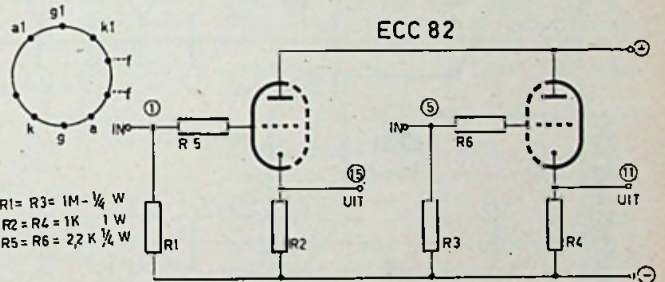 ECC 82
g1
a1
k1
f
f
a
g
k
+
IN
1
R5
IN
5
R6
15
UIT
11
UIT
R1 = R3 = 1M - 1/4 W
R2 = R4 = 1K 1 W
R5 = R6 = 2,2 K 1/4 W
R1
R2
R3
R4
-